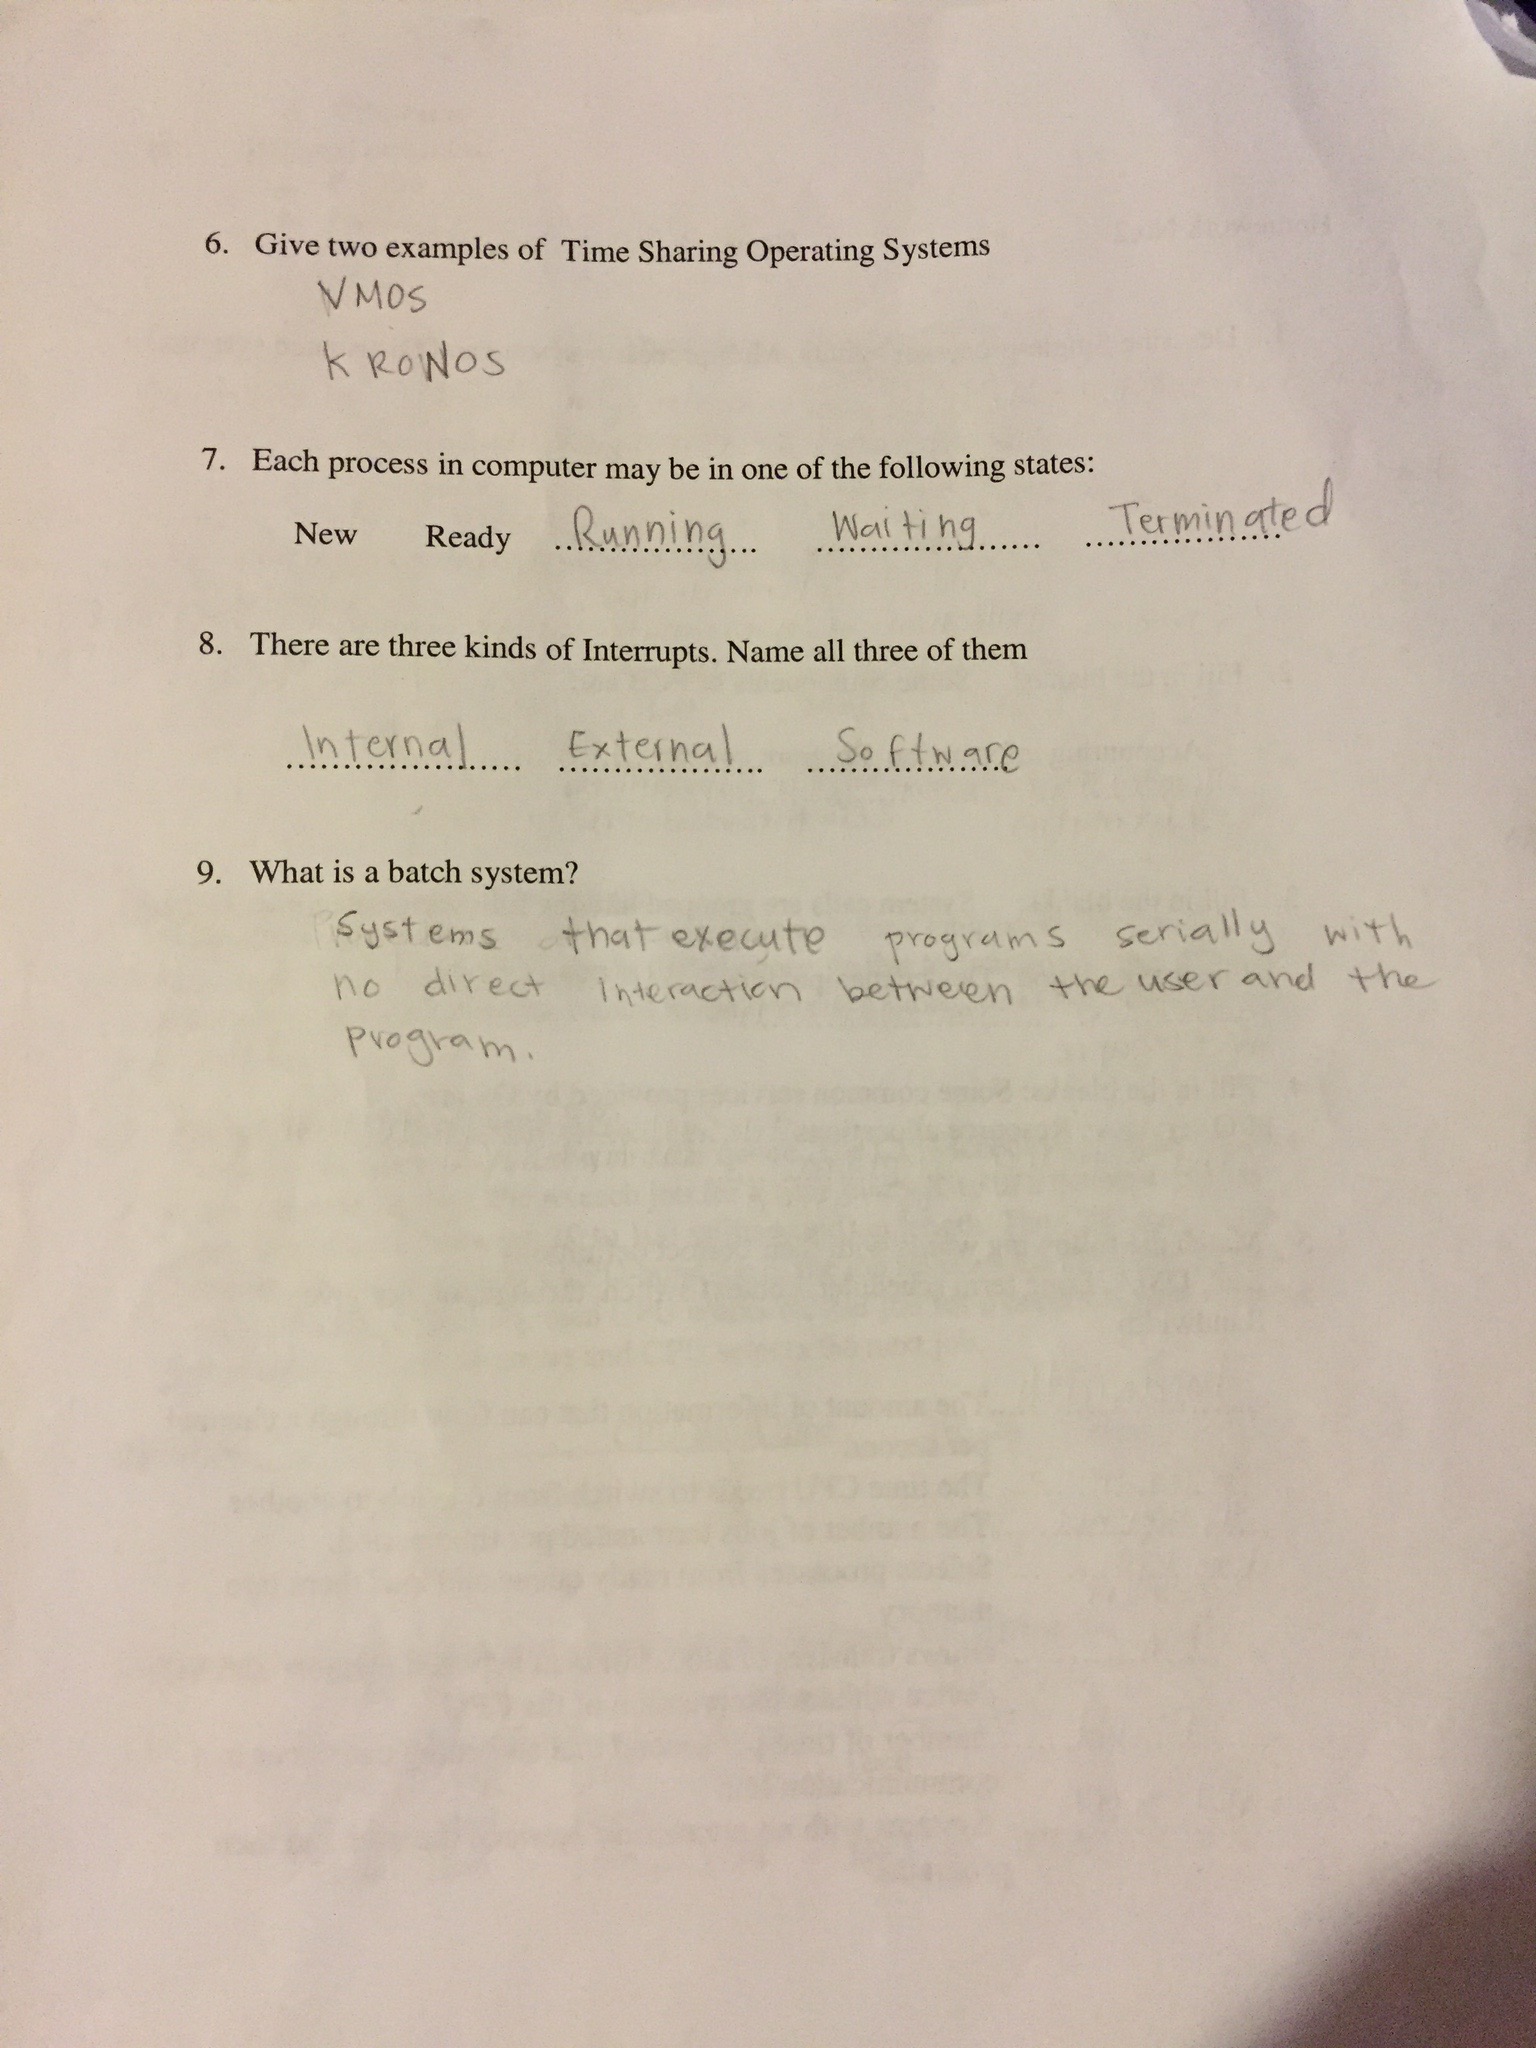 6. Give two examples of Time Sharing Operating Systems
VMOS
KRONOS
7. Each process in computer may be in one of the following states:
New Ready ..Running... Waiting...... Terminated
8. There are three kinds of Interrupts. Name all three of them
Internal..... External... Software
9. What is a batch system?
Systems that execute programs serially with
no direct interaction between the user and the
program.